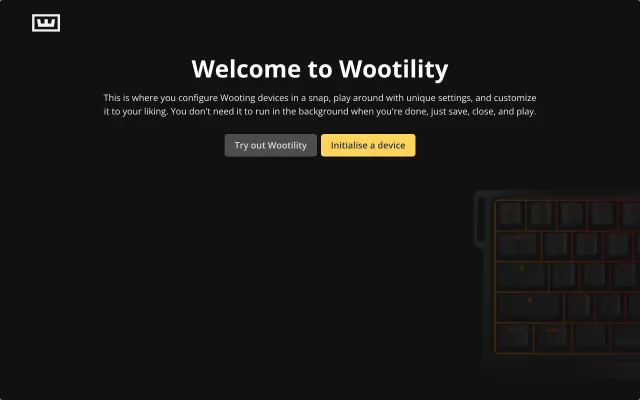 Welcome to Wootility
This is where you configure Wooting devices in a snap, play around with unique settings, and customize
it to your liking. You don't need it to run in the background when you're done, just save, close, and play.
Try out Wootility
Initialise a device